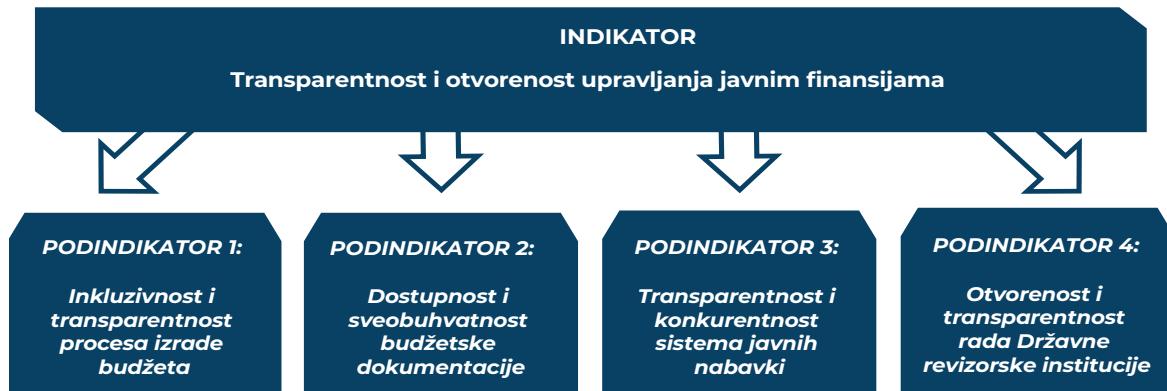 INDIKATOR
Transparentnost i otvorenost upravljanja javnim finansijama
PODINDIKATOR 1:
Inkluzivnost i
transparentnost
procesa izrade
budžeta
PODINDIKATOR 2:
Dostupnost i
sveobuhvatnost
budžetske
dokumentacije
PODINDIKATOR 3:
Transparentnost i
konkurentnost
sistema javnih
nabavki
PODINDIKATOR 4:
Otvorenost i
transparentnost
rada Državne
revizorske institucije